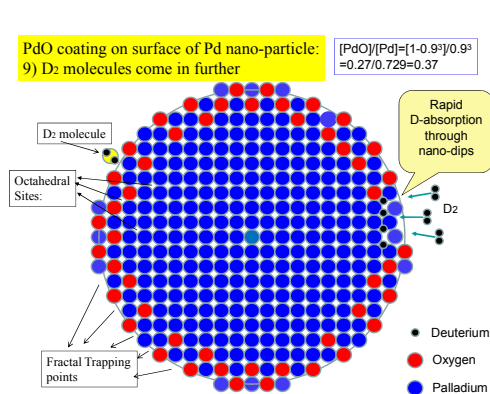 PdO coating on surface of Pd nano-particle:
9) D₂ molecules come in further
[PdO]/[Pd]=[1-0.9³]/0.9³
=0.27/0.729=0.37
Rapid
D-absorption
through
nano-dips
D₂ molecule
Octahedral
Sites:
D₂
Fractal Trapping
points
Deuterium
Oxygen
Palladium